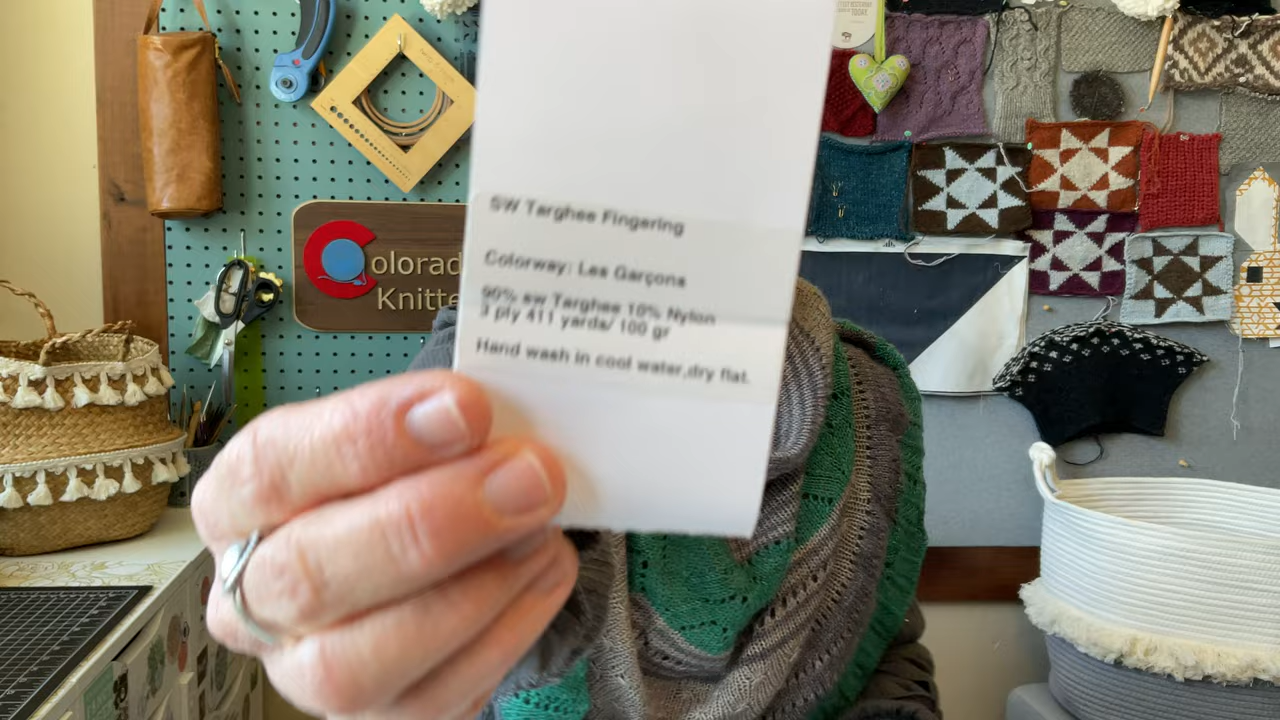 SW Targhee Fingering
Colorway: Les Garçons
90% sw Targhee 10% Nylon
3 ply 411 yards/ 100 gr
Hand wash in cool water,dry flat.
olorad
Knitte